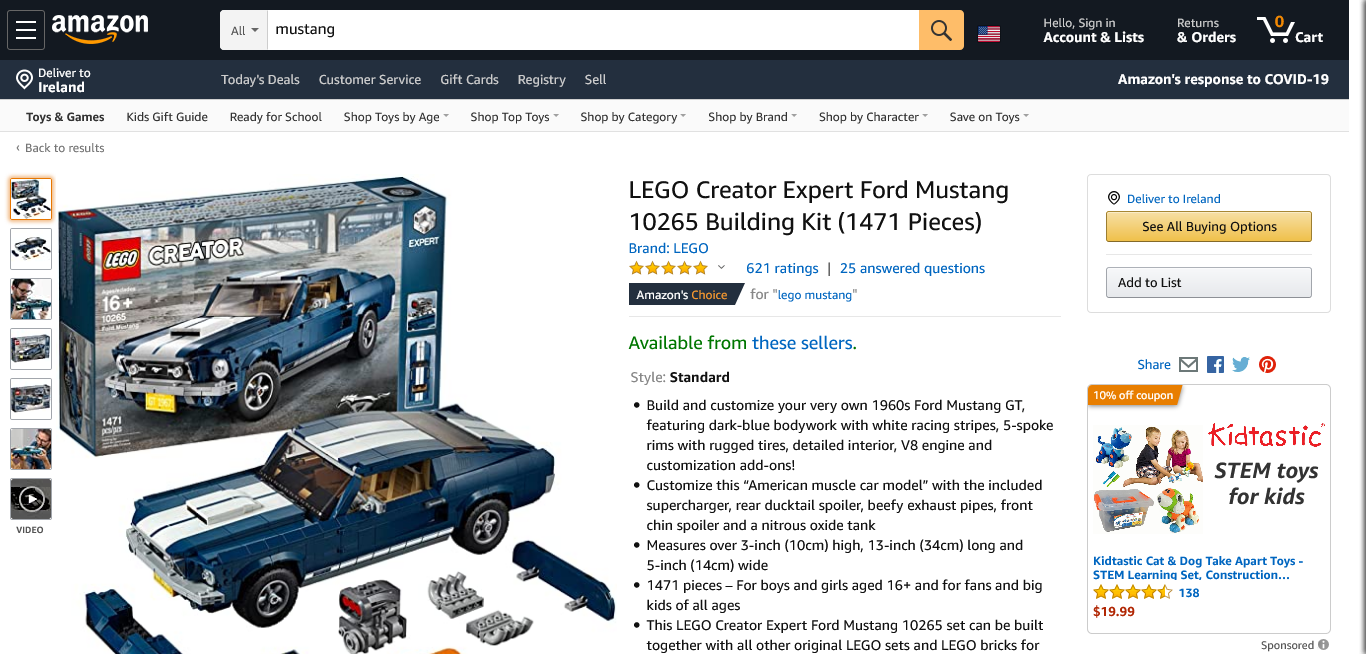 amazon
All
mustang
Hello, Sign in
Account & Lists
Returns
& Orders
0
Cart
Deliver to
Ireland
Today's Deals
Customer Service
Gift Cards
Registry
Sell
Amazon's response to COVID-19
Toys & Games
Kids Gift Guide
Ready for School
Shop Toys by Age
Shop Top Toys
Shop by Category
Shop by Brand
Shop by Character
Save on Toys
‹ Back to results
VIDEO
LEGO
CREATOR
EXPERT
Ages/edades
16+
10265
Ford Mustang
1471
pcs/pzs
LEGO Creator Expert Ford Mustang
10265 Building Kit (1471 Pieces)
Brand: LEGO
621 ratings | 25 answered questions
Amazon's Choice for "lego mustang"
Available from these sellers.
Style: Standard
• Build and customize your very own 1960s Ford Mustang GT,
featuring dark-blue bodywork with white racing stripes, 5-spoke
rims with rugged tires, detailed interior, V8 engine and
customization add-ons!
• Customize this “American muscle car model” with the included
supercharger, rear ducktail spoiler, beefy exhaust pipes, front
chin spoiler and a nitrous oxide tank
• Measures over 3-inch (10cm) high, 13-inch (34cm) long and
5-inch (14cm) wide
• 1471 pieces – For boys and girls aged 16+ and for fans and big
kids of all ages
• This LEGO Creator Expert Ford Mustang 10265 set can be built
together with all other original LEGO sets and LEGO bricks for
Deliver to Ireland
See All Buying Options
Add to List
Share
10% off coupon
Kidtastic
STEM toys
for kids
Kidtastic Cat & Dog Take Apart Toys -
STEM Learning Set, Construction...
138
$19.99
Sponsored